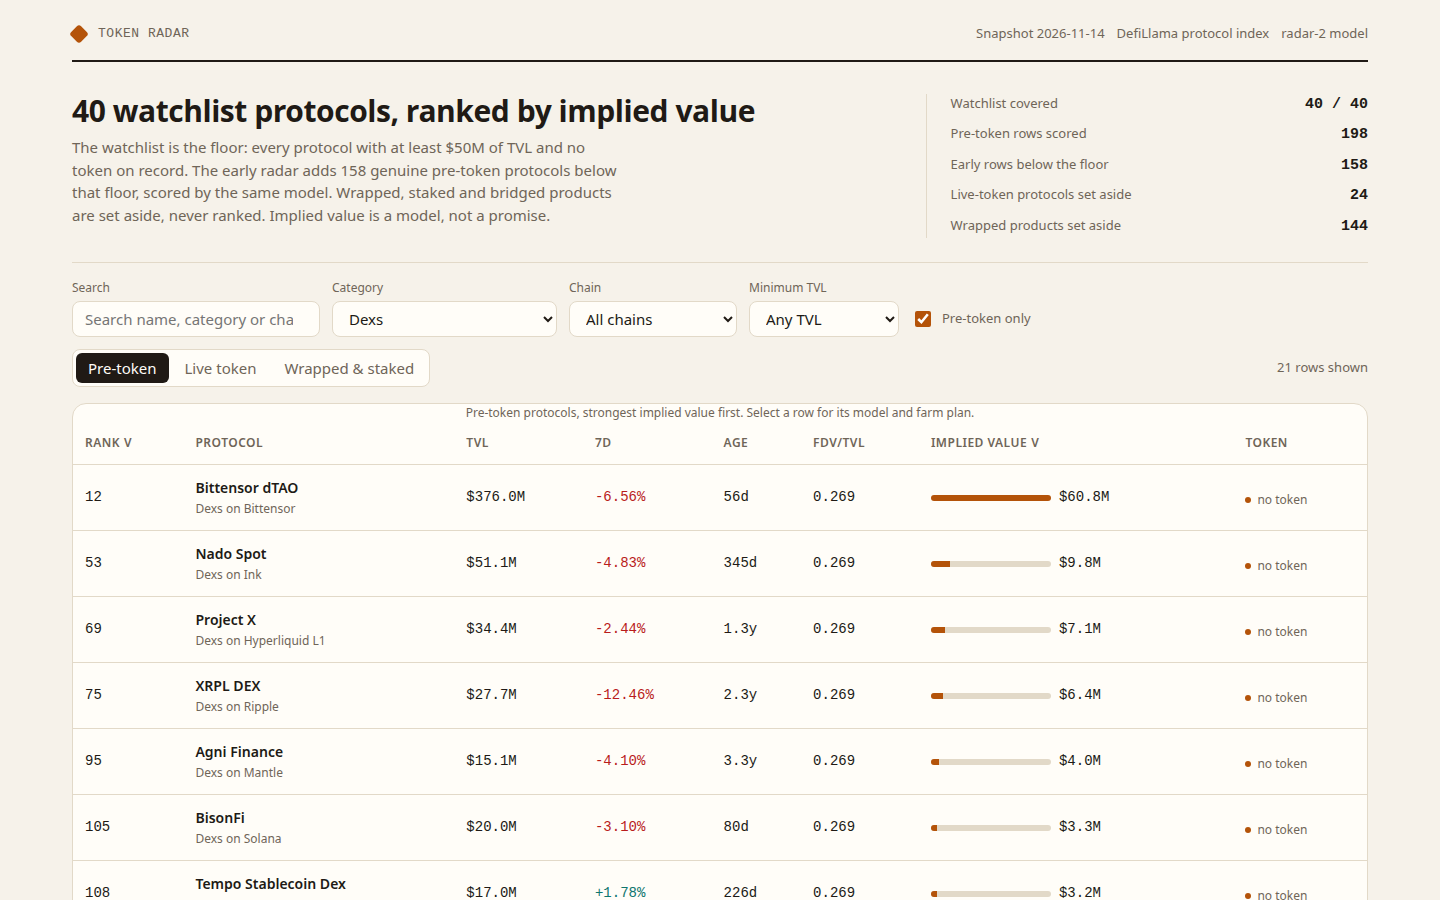 TOKEN RADAR
Snapshot 2026-11-14 DefiLlama protocol index radar-2 model
40 watchlist protocols, ranked by implied value
The watchlist is the floor: every protocol with at least $50M of TVL and no
token on record. The early radar adds 158 genuine pre-token protocols below
that floor, scored by the same model. Wrapped, staked and bridged products
are set aside, never ranked. Implied value is a model, not a promise.
Watchlist covered 40 / 40
Pre-token rows scored 198
Early rows below the floor 158
Live-token protocols set aside 24
Wrapped products set aside 144
Search Category Chain Minimum TVL
Search name, category or cha Dexs All chains Any TVL Pre-token only
Pre-token Live token Wrapped & staked 21 rows shown
Pre-token protocols, strongest implied value first. Select a row for its model and farm plan.
RANK V PROTOCOL TVL 7D AGE FDV/TVL IMPLIED VALUE V TOKEN
12 Bittensor dTAO $376.0M -6.56% 56d 0.269 $60.8M no token
Dexs on Bittensor
53 Nado Spot $51.1M -4.83% 345d 0.269 $9.8M no token
Dexs on Ink
69 Project X $34.4M -2.44% 1.3y 0.269 $7.1M no token
Dexs on Hyperliquid L1
75 XRPL DEX $27.7M -12.46% 2.3y 0.269 $6.4M no token
Dexs on Ripple
95 Agni Finance $15.1M -4.10% 3.3y 0.269 $4.0M no token
Dexs on Mantle
105 BisonFi $20.0M -3.10% 80d 0.269 $3.3M no token
Dexs on Solana
108 Tempo Stablecoin Dex $17.0M +1.78% 226d 0.269 $3.2M no token